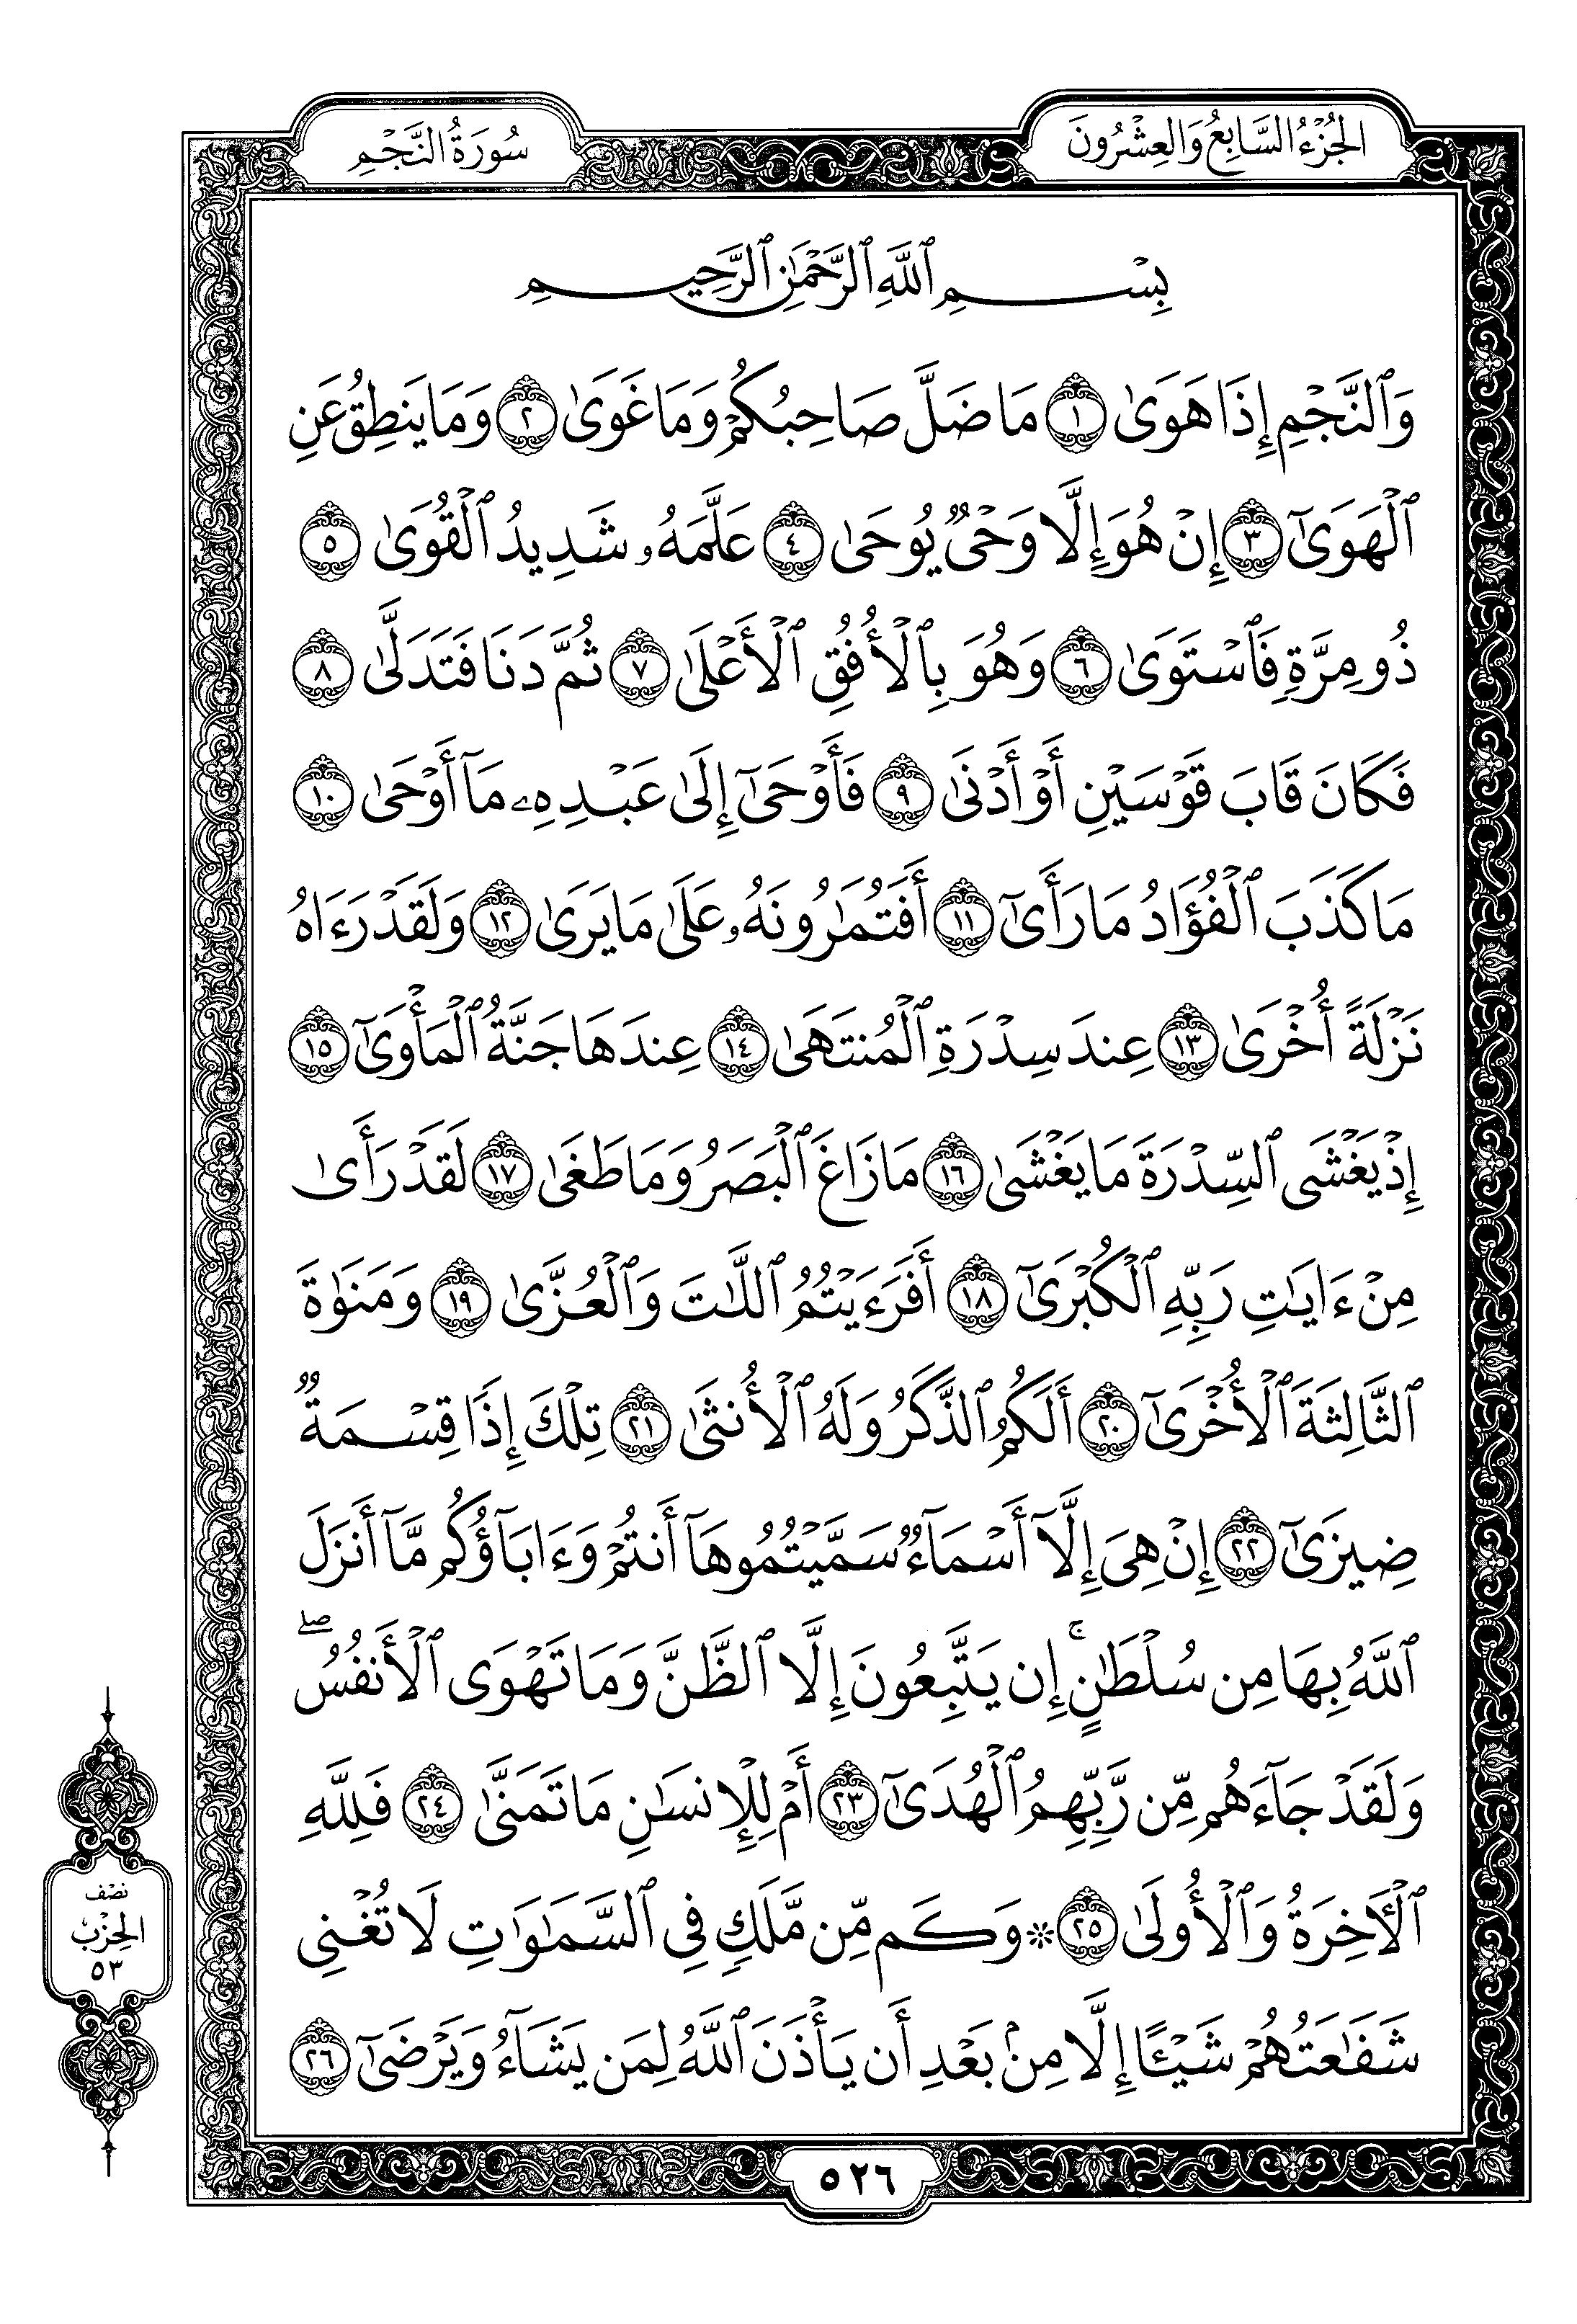 الجُزْءُ السَّابِعُ وَالعِشْرُونَ
سُورَةُ النَّجْمِ
بِسْمِ ٱللَّهِ ٱلرَّحْمَٰنِ ٱلرَّحِيمِ
وَٱلنَّجْمِ إِذَا هَوَىٰ ١ مَا ضَلَّ صَاحِبُكُمْ وَمَا غَوَىٰ ٢ وَمَا يَنطِقُ عَنِ
ٱلْهَوَىٰٓ ٣ إِنْ هُوَ إِلَّا وَحْىٌ يُوحَىٰ ٤ عَلَّمَهُۥ شَدِيدُ ٱلْقُوَىٰ ٥
ذُو مِرَّةٍ فَٱسْتَوَىٰ ٦ وَهُوَ بِٱلْأُفُقِ ٱلْأَعْلَىٰ ٧ ثُمَّ دَنَا فَتَدَلَّىٰ ٨
فَكَانَ قَابَ قَوْسَيْنِ أَوْ أَدْنَىٰ ٩ فَأَوْحَىٰٓ إِلَىٰ عَبْدِهِۦ مَآ أَوْحَىٰ ١٠
مَا كَذَبَ ٱلْفُؤَادُ مَا رَأَىٰٓ ١١ أَفَتُمَٰرُونَهُۥ عَلَىٰ مَا يَرَىٰ ١٢ وَلَقَدْ رَءَاهُ
نَزْلَةً أُخْرَىٰ ١٣ عِندَ سِدْرَةِ ٱلْمُنتَهَىٰ ١٤ عِندَهَا جَنَّةُ ٱلْمَأْوَىٰٓ ١٥
إِذْ يَغْشَى ٱلسِّدْرَةَ مَا يَغْشَىٰ ١٦ مَا زَاغَ ٱلْبَصَرُ وَمَا طَغَىٰ ١٧ لَقَدْ رَأَىٰ
مِنْ ءَايَٰتِ رَبِّهِ ٱلْكُبْرَىٰٓ ١٨ أَفَرَءَيْتُمُ ٱللَّٰتَ وَٱلْعُزَّىٰ ١٩ وَمَنَوٰةَ
ٱلثَّالِثَةَ ٱلْأُخْرَىٰٓ ٢٠ أَلَكُمُ ٱلذَّكَرُ وَلَهُ ٱلْأُنثَىٰ ٢١ تِلْكَ إِذًا قِسْمَةٌ
ضِيزَىٰٓ ٢٢ إِنْ هِىَ إِلَّآ أَسْمَآءٌ سَمَّيْتُمُوهَآ أَنتُمْ وَءَابَآؤُكُم مَّآ أَنزَلَ
ٱللَّهُ بِهَا مِن سُلْطَٰنٍ ۚ إِن يَتَّبِعُونَ إِلَّا ٱلظَّنَّ وَمَا تَهْوَى ٱلْأَنفُسُ ۖ
وَلَقَدْ جَآءَهُم مِّن رَّبِّهِمُ ٱلْهُدَىٰٓ ٢٣ أَمْ لِلْإِنسَٰنِ مَا تَمَنَّىٰ ٢٤ فَلِلَّهِ
ٱلْءَاخِرَةُ وَٱلْأُولَىٰ ٢٥ ۞ وَكَم مِّن مَّلَكٍ فِى ٱلسَّمَٰوَٰتِ لَا تُغْنِى
شَفَٰعَتُهُمْ شَيْـًٔا إِلَّا مِنۢ بَعْدِ أَن يَأْذَنَ ٱللَّهُ لِمَن يَشَآءُ وَيَرْضَىٰٓ ٢٦
نصف
الحِزْب
٥٣
٥٢٦